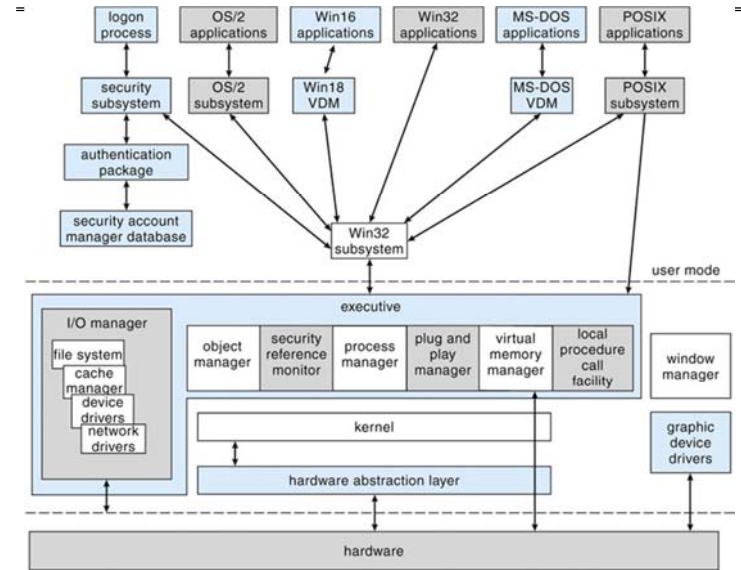 =
=
logon
process
OS/2
applications
Win16
applications
Win32
applications
MS-DOS
applications
POSIX
applications
security
subsystem
OS/2
subsystem
Win18
VDM
MS-DOS
VDM
POSIX
subsystem
authentication
package
security account
manager database
Win32
subsystem
user mode
executive
I/O manager
file system
cache
manager
device
drivers
network
drivers
object
manager
security
reference
monitor
process
manager
plug and
play
manager
virtual
memory
manager
local
procedure
call
facility
window
manager
kernel
graphic
device
drivers
hardware abstraction layer
hardware